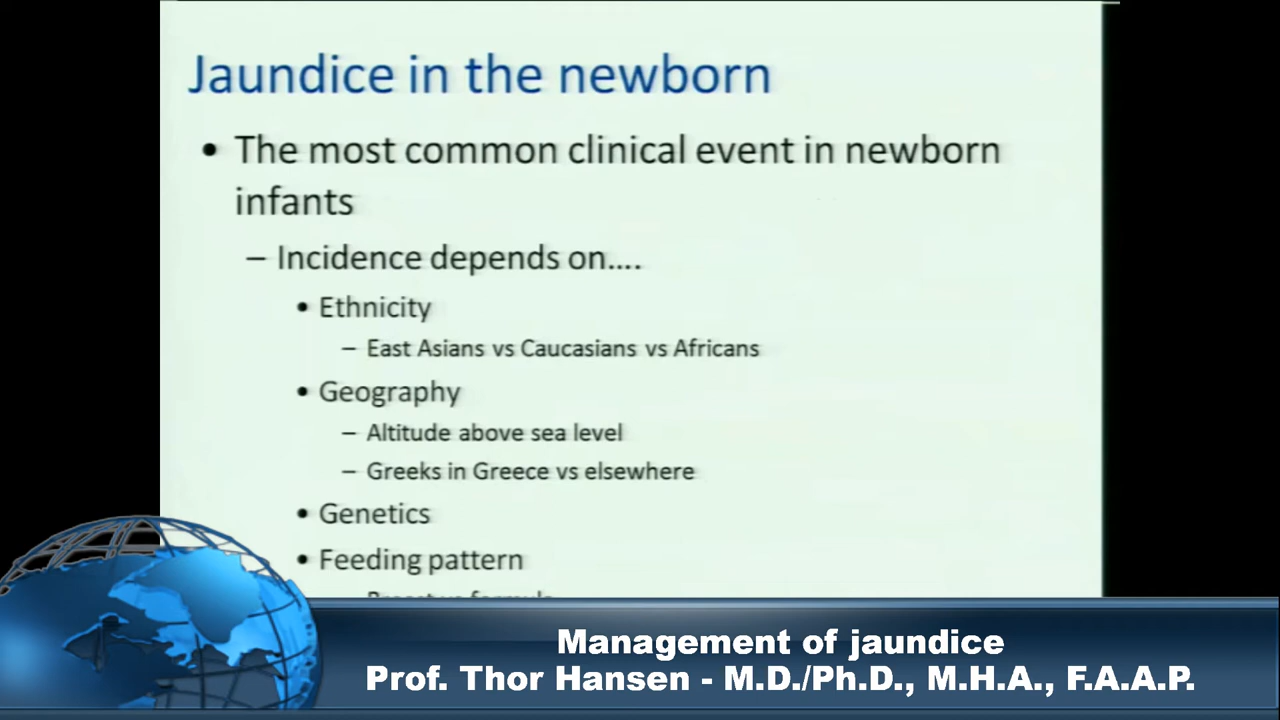 Jaundice in the newborn
• The most common clinical event in newborn
infants
– Incidence depends on....
• Ethnicity
– East Asians vs Caucasians vs Africans
• Geography
– Altitude above sea level
– Greeks in Greece vs elsewhere
• Genetics
• Feeding pattern
Management of jaundice
Prof. Thor Hansen - M.D./Ph.D., M.H.A., F.A.A.P.